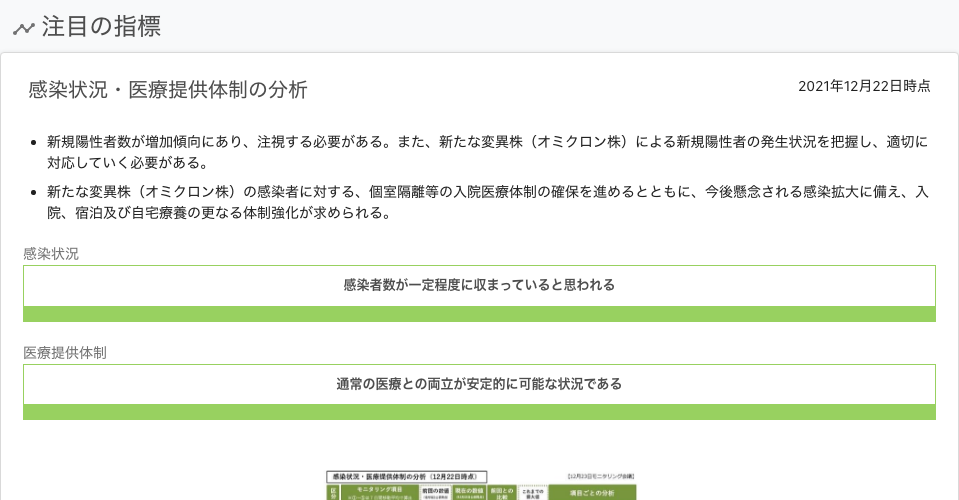 注目の指標
感染状況・医療提供体制の分析
2021年12月22日時点
新規陽性者数が増加傾向にあり、注視する必要がある。また、新たな変異株（オミクロン株）による新規陽性者の発生状況を把握し、適切に
対応していく必要がある。
新たな変異株（オミクロン株）の感染者に対する、個室隔離等の入院医療体制の確保を進めるとともに、今後懸念される感染拡大に備え、入
院、宿泊及び自宅療養の更なる体制強化が求められる。
感染状況
感染者数が一定程度に収まっていると思われる
医療提供体制
通常の医療との両立が安定的に可能な状況である
感染状況・医療提供体制の分析（12月22日時点）
【12月23日モニタリング会議】
区分
モニタリング項目
前回の数値
現在の数値
前回との
比較
これまでの
最大値
項目ごとの分析